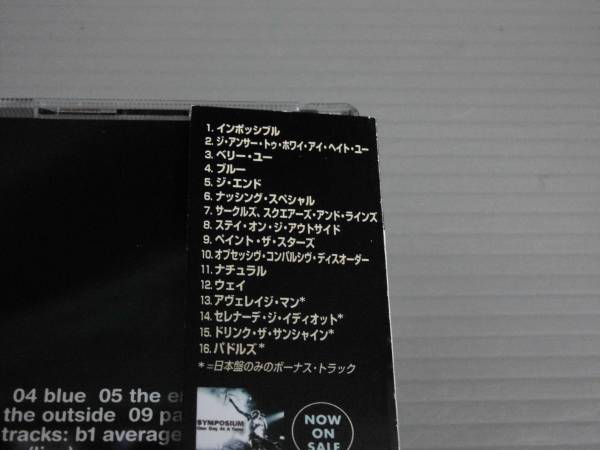 1. インポッシブル
2. ジ・アンサー・トゥ・ホワイ・アイ・ヘイト・ユー
3. ベリー・ユー
4. ブルー
5. ジ・エンド
6. ナッシング・スペシャル
7. サークルズ、スクエアーズ・アンド・ラインズ
8. ステイ・オン・ジ・アウトサイド
9. ペイント・ザ・スターズ
10. オブセッシヴ・コンパルシヴ・ディスオーダー
11. ナチュラル
12. ウェイ
13. アヴェレイジ・マン*
14. セレナーデ・ジ・イディオット*
15. ドリンク・ザ・サンシャイン*
16. パドルズ*
*=日本盤のみのボーナス・トラック
04 blue 05 the e
the outside 09 pa
tracks: b1 average
SYMPOSIUM
One Day At A Time
NOW
ON
SALE